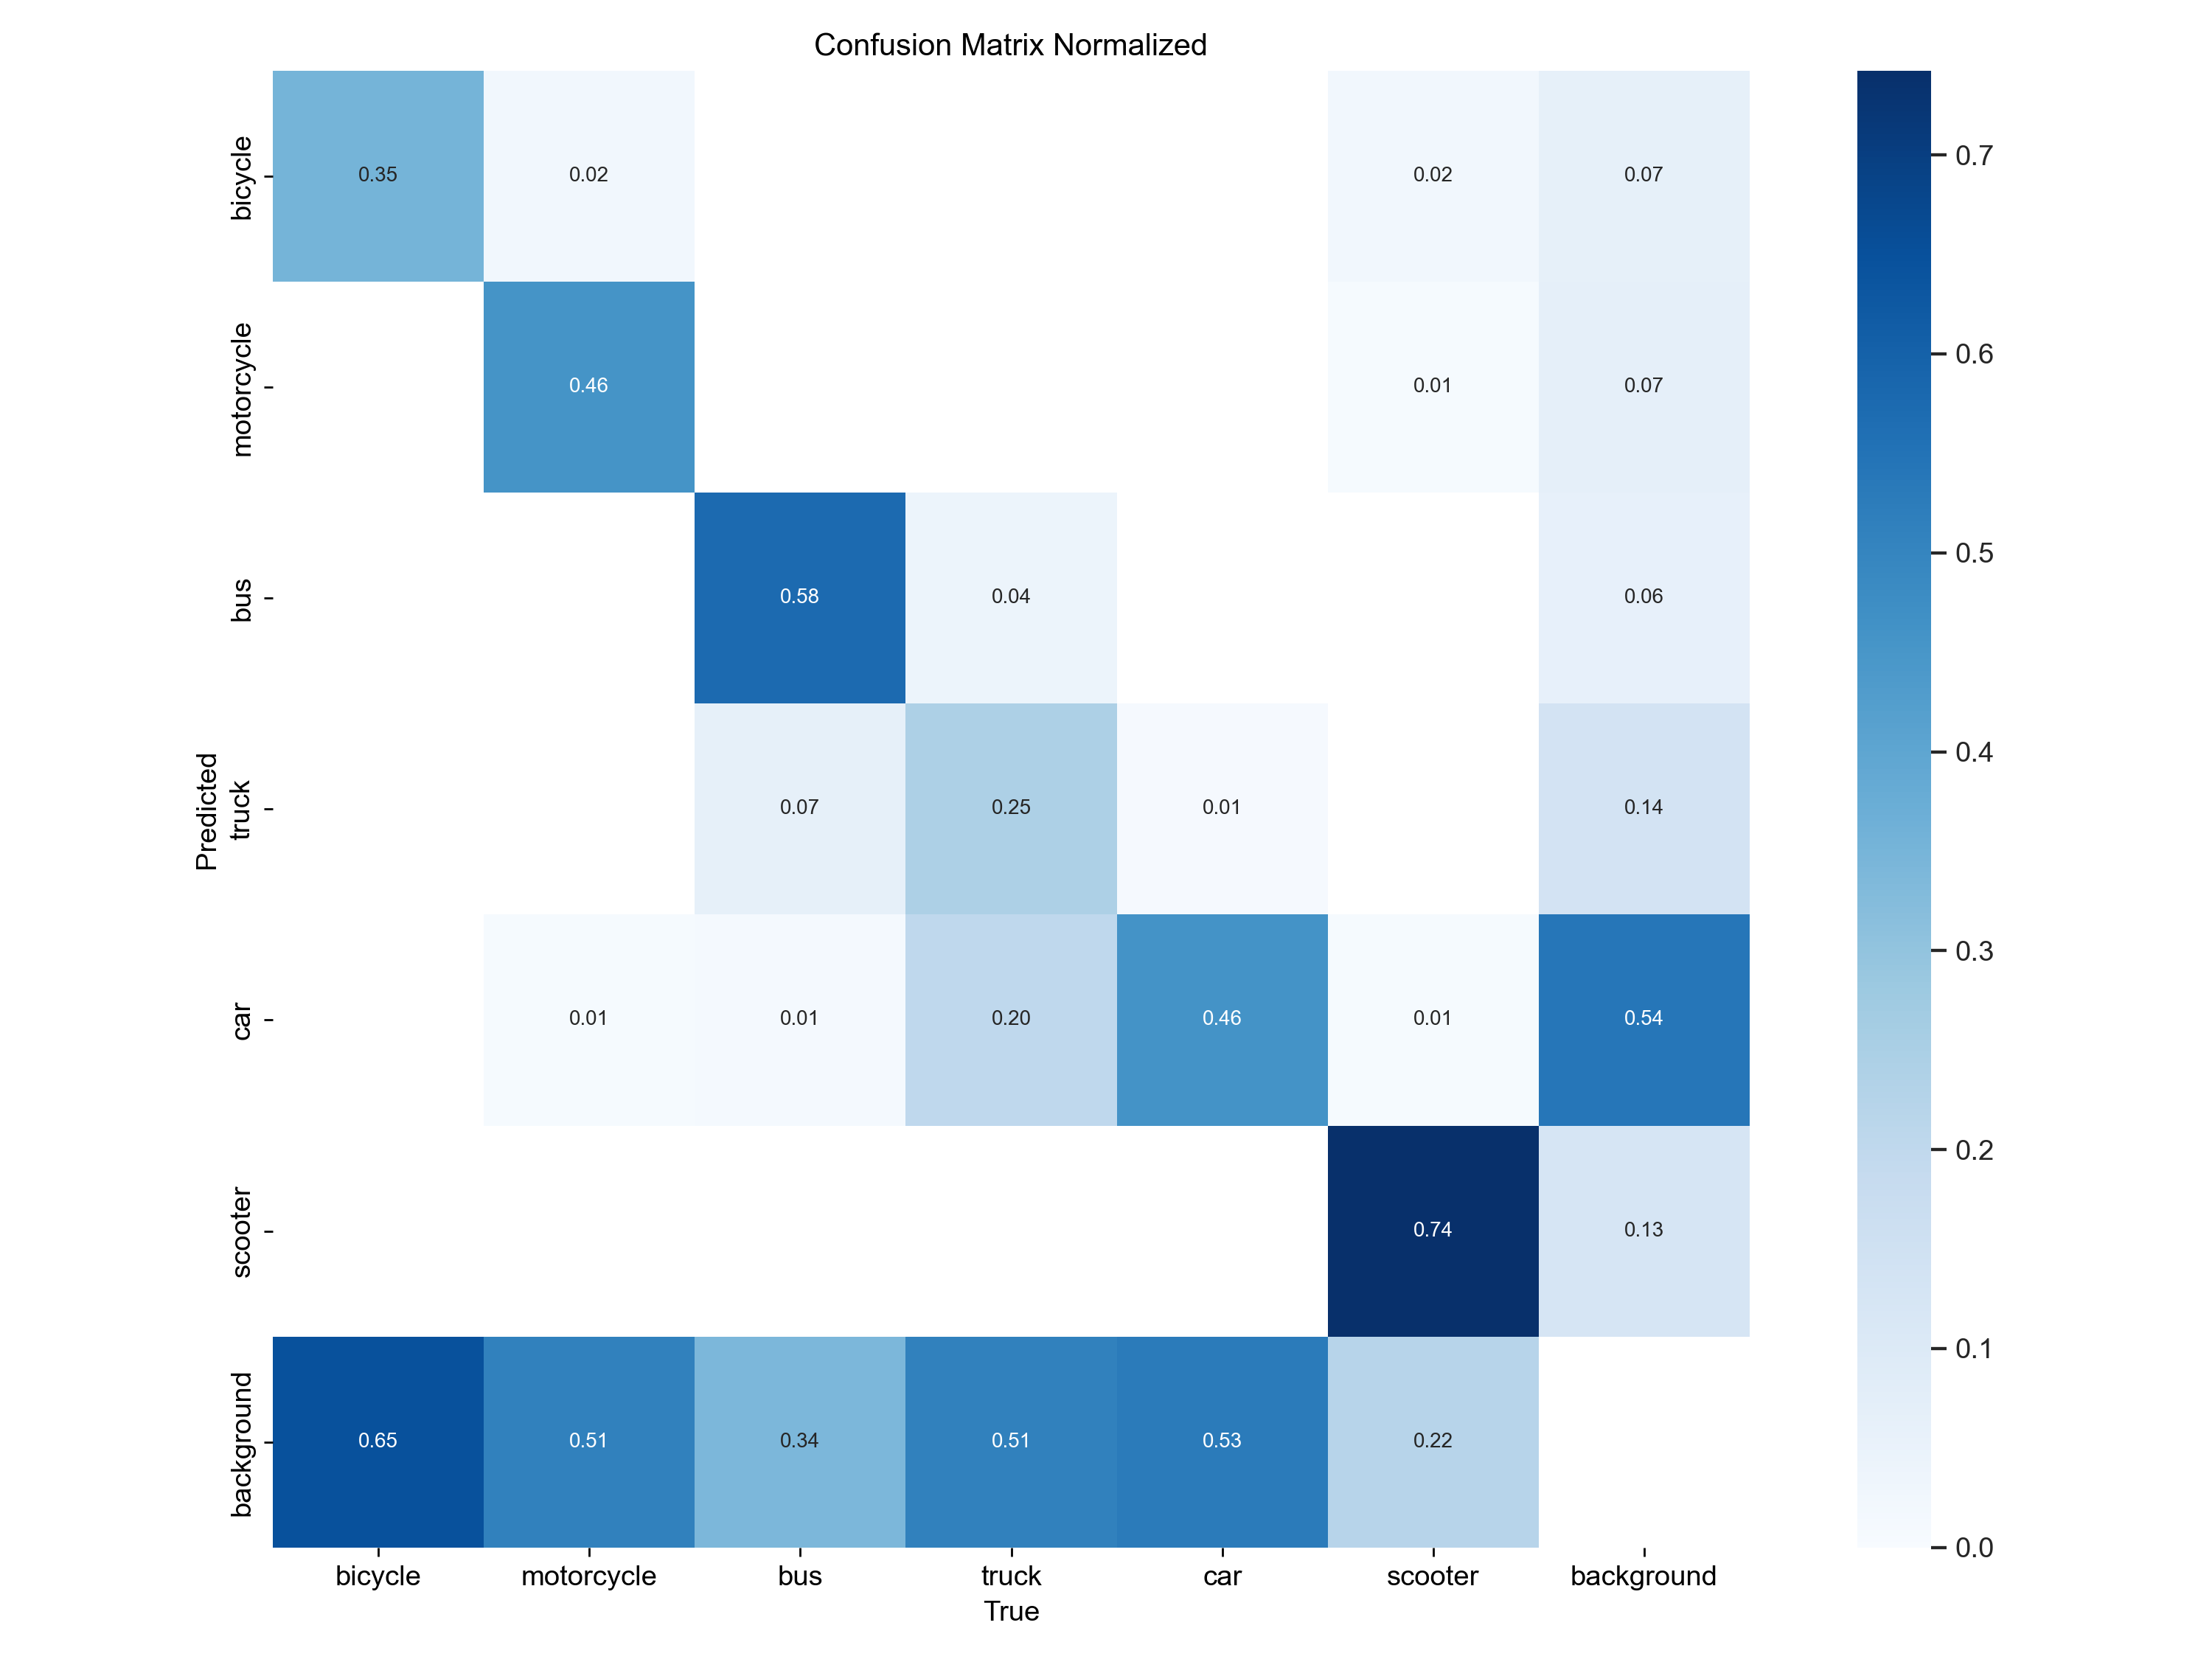 Confusion Matrix Normalized
bicycle
0.35
0.02
0.02
0.07
motorcycle
0.46
0.01
0.07
bus
0.58
0.04
0.06
Predicted
truck
0.07
0.25
0.01
0.14
car
0.01
0.01
0.20
0.46
0.01
0.54
scooter
0.74
0.13
background
0.65
0.51
0.34
0.51
0.53
0.22
bicycle
motorcycle
bus
truck
car
scooter
background
True
0.7
0.6
0.5
0.4
0.3
0.2
0.1
0.0